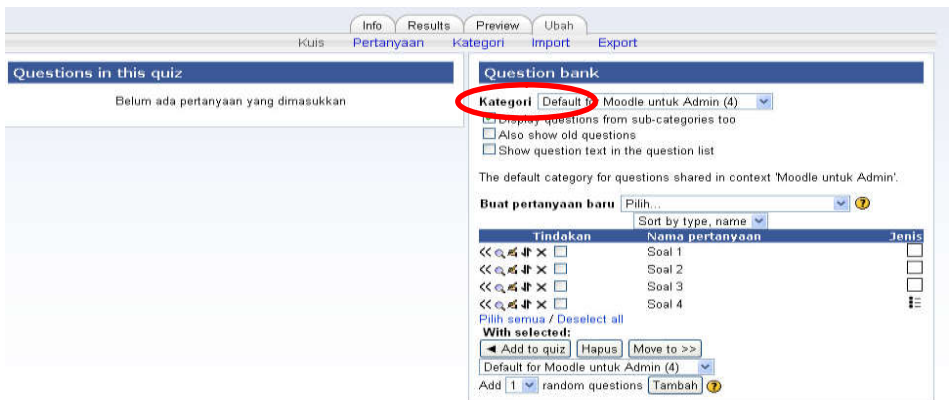 Info Results Preview Ubah
Kuis Pertanyaan Kategori Import Export
Questions in this quiz
Belum ada pertanyaan yang dimasukkan
Question bank
Kategori Default for Moodle untuk Admin (4)
Display questions from sub-categories too
Also show old questions
Show question text in the question list
The default category for questions shared in context 'Moodle untuk Admin'.
Buat pertanyaan baru Pilih...
Sort by type, name
Tindakan Nama pertanyaan Jenis
Soal 1
Soal 2
Soal 3
Soal 4
Pilih semua / Deselect all
With selected:
◄ Add to quiz Hapus Move to >>
Default for Moodle untuk Admin (4)
Add 1 random questions Tambah